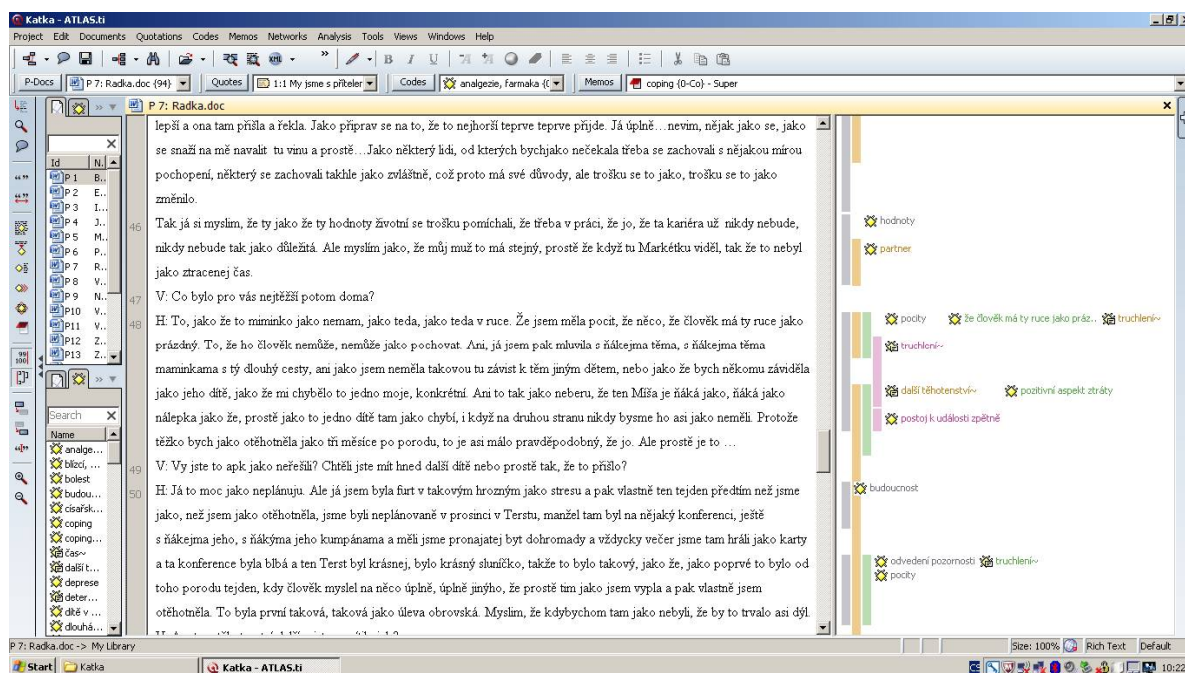 Katka - ATLAS.ti
Project Edit Documents Quotations Codes Memos Networks Analysis Tools Views Windows Help
P-Docs P 7: Radka.doc {94} Quotes 1:1 My jsme s příteler Codes analgezie, farmaka {0 Memos coping {0-Co} - Super
P 7: Radka.doc
Id N..
P 1 B..
P 2 E..
P 3 I...
P 4 J...
P 5 M..
P 6 P..
P 7 R..
P 8 V..
P 9 N..
P10 V..
P11 V..
P12 Z...
P13 Z...
Search
Name
analge...
blízcí, ...
bolest
budou...
císařsk...
coping
coping...
čas~
další t...
deprese
deter...
dítě v ...
dlouhá...
lepší a ona tam přišla a řekla. Jako připrav se na to, že to nejhorší teprve teprve přijde. Já úplně…nevim, nějak jako se, jako
se snaží na mě navalit tu vinu a prostě…Jako některý lidi, od kterých bychjako nečekala třeba se zachovali s nějakou mírou
pochopení, některý se zachovali takhle jako zvláštně, což proto má své důvody, ale trošku se to jako, trošku se to jako
změnilo.
46 Tak já si myslim, že ty jako že ty hodnoty životní se trošku pomíchali, že třeba v práci, že jo, že ta kariéra už nikdy nebude,
nikdy nebude tak jako důležitá. Ale myslím jako, že můj muž to má stejný, prostě že když tu Markétku viděl, tak že to nebyl
jako ztracenej čas.
47 V: Co bylo pro vás nejtěžší potom doma?
48 H: To, jako že to miminko jako nemam, jako teda, jako teda v ruce. Že jsem měla pocit, že něco, že člověk má ty ruce jako
prázdný. To, že ho člověk nemůže, nemůže jako pochovat. Ani, já jsem pak mluvila s ňákejma těma, s ňákejma těma
maminkama s tý dlouhý cesty, ani jako jsem neměla takovou tu závist k těm jiným dětem, nebo jako že bych někomu záviděla
jako jeho dítě, jako že mi chybělo to jedno moje, konkrétní. Ani to tak jako neberu, že ten Míša je ňáká jako, ňáká jako
nálepka jako že, prostě jako to jedno dítě tam jako chybí, i když na druhou stranu nikdy bysme ho asi jako neměli. Protože
těžko bych jako otěhotněla jako tři měsíce po porodu, to je asi málo pravděpodobný, že jo. Ale prostě je to …
49 V: Vy jste to apk jako neřešili? Chtěli jste mít hned další dítě nebo prostě tak, že to přišlo?
50 H: Já to moc jako neplánuju. Ale já jsem byla furt v takovým hrozným jako stresu a pak vlastně ten tejden předtím než jsme
jako, než jsem jako otěhotněla, jsme byli neplánovaně v prosinci v Terstu, manžel tam byl na nějaký konferenci, ještě
s ňákejma jeho, s ňákýma jeho kumpánama a měli jsme pronajatej byt dohromady a vždycky večer jsme tam hráli jako karty
a ta konference byla blbá a ten Terst byl krásnej, bylo krásný sluníčko, takže to bylo takový, jako že, jako poprvé to bylo od
toho porodu tejden, kdy člověk myslel na něco úplně, úplně jinýho, že prostě tim jako jsem vypla a pak vlastně jsem
otěhotněla. To byla první taková, taková jako úleva obrovská. Myslim, že kdybychom tam jako nebyli, že by to trvalo asi dýl.
hodnoty
partner
pocity že člověk má ty ruce jako práz.. truchlení~
truchlení~
další těhotenství~ pozitivní aspekt ztráty
postoj k události zpětně
budoucnost
odvedení pozornosti truchlení~
pocity
P 7: Radka.doc -> My Library Size: 100% Rich Text Default
Start Katka Katka - ATLAS.ti CS 10:22